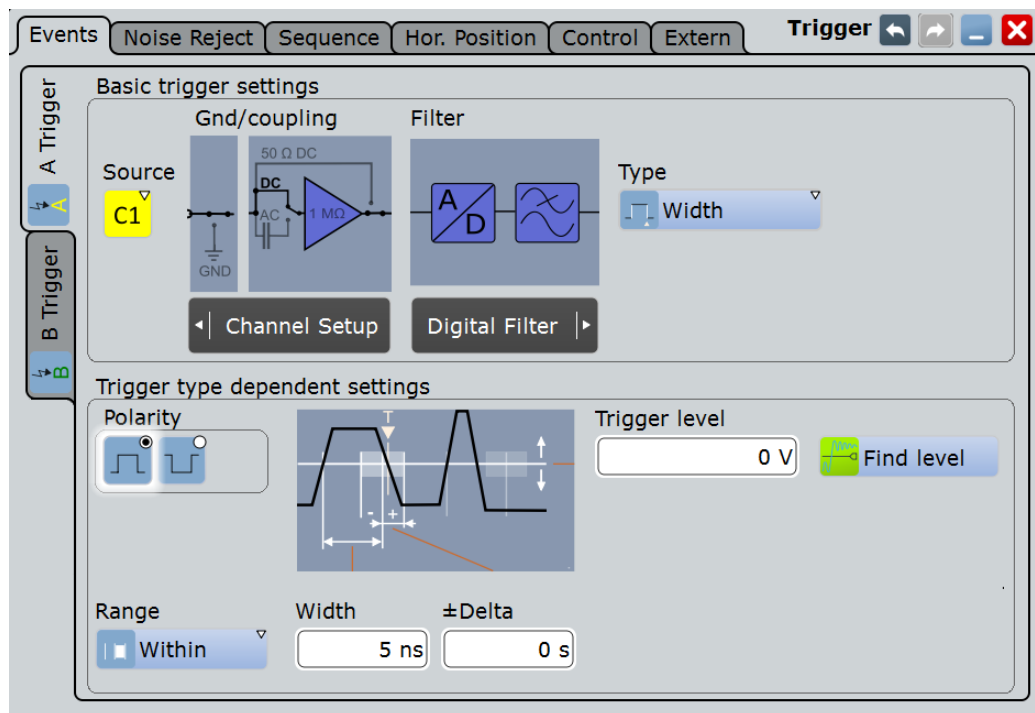 Events Noise Reject Sequence Hor. Position Control Extern Trigger
A Trigger
A
B Trigger
B
Basic trigger settings
Gnd/coupling Filter
Source Type
C1
50 Ω DC
DC
AC
1 MΩ
GND
A
D
Width
Channel Setup Digital Filter
Trigger type dependent settings
Polarity Trigger level
T
- +
0 V Find level
Range Width ±Delta
Within 5 ns 0 s